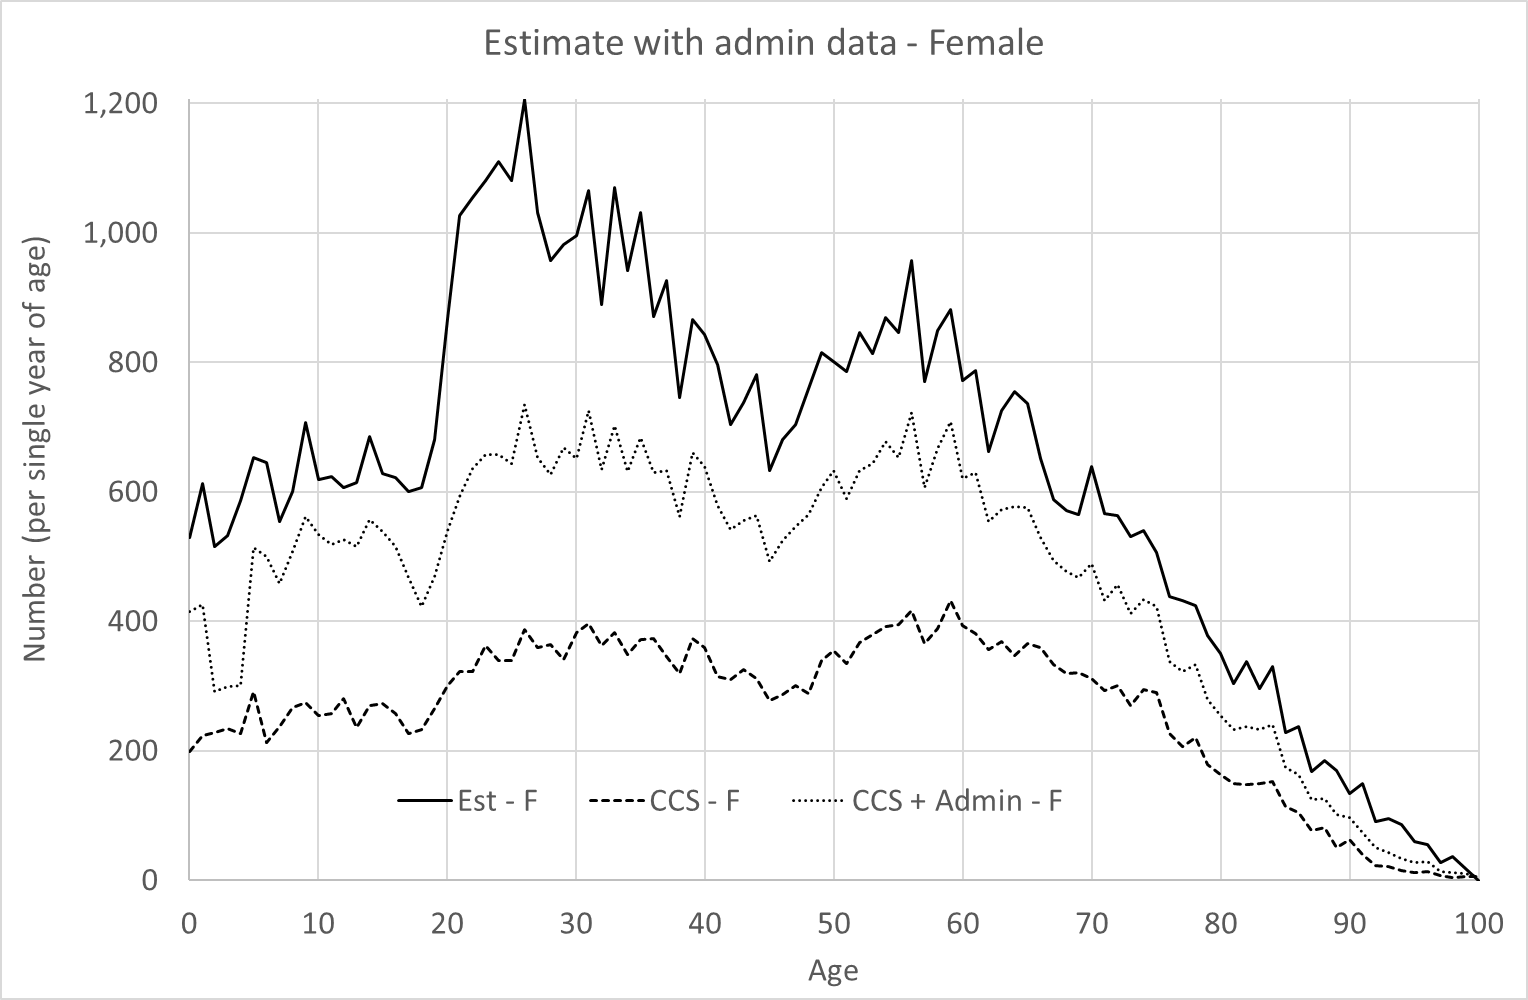 Estimate with admin data - Female
Number (per single year of age)
1,200
1,000
800
600
400
200
0
Est - F CCS - F CCS + Admin - F
0 10 20 30 40 50 60 70 80 90 100
Age